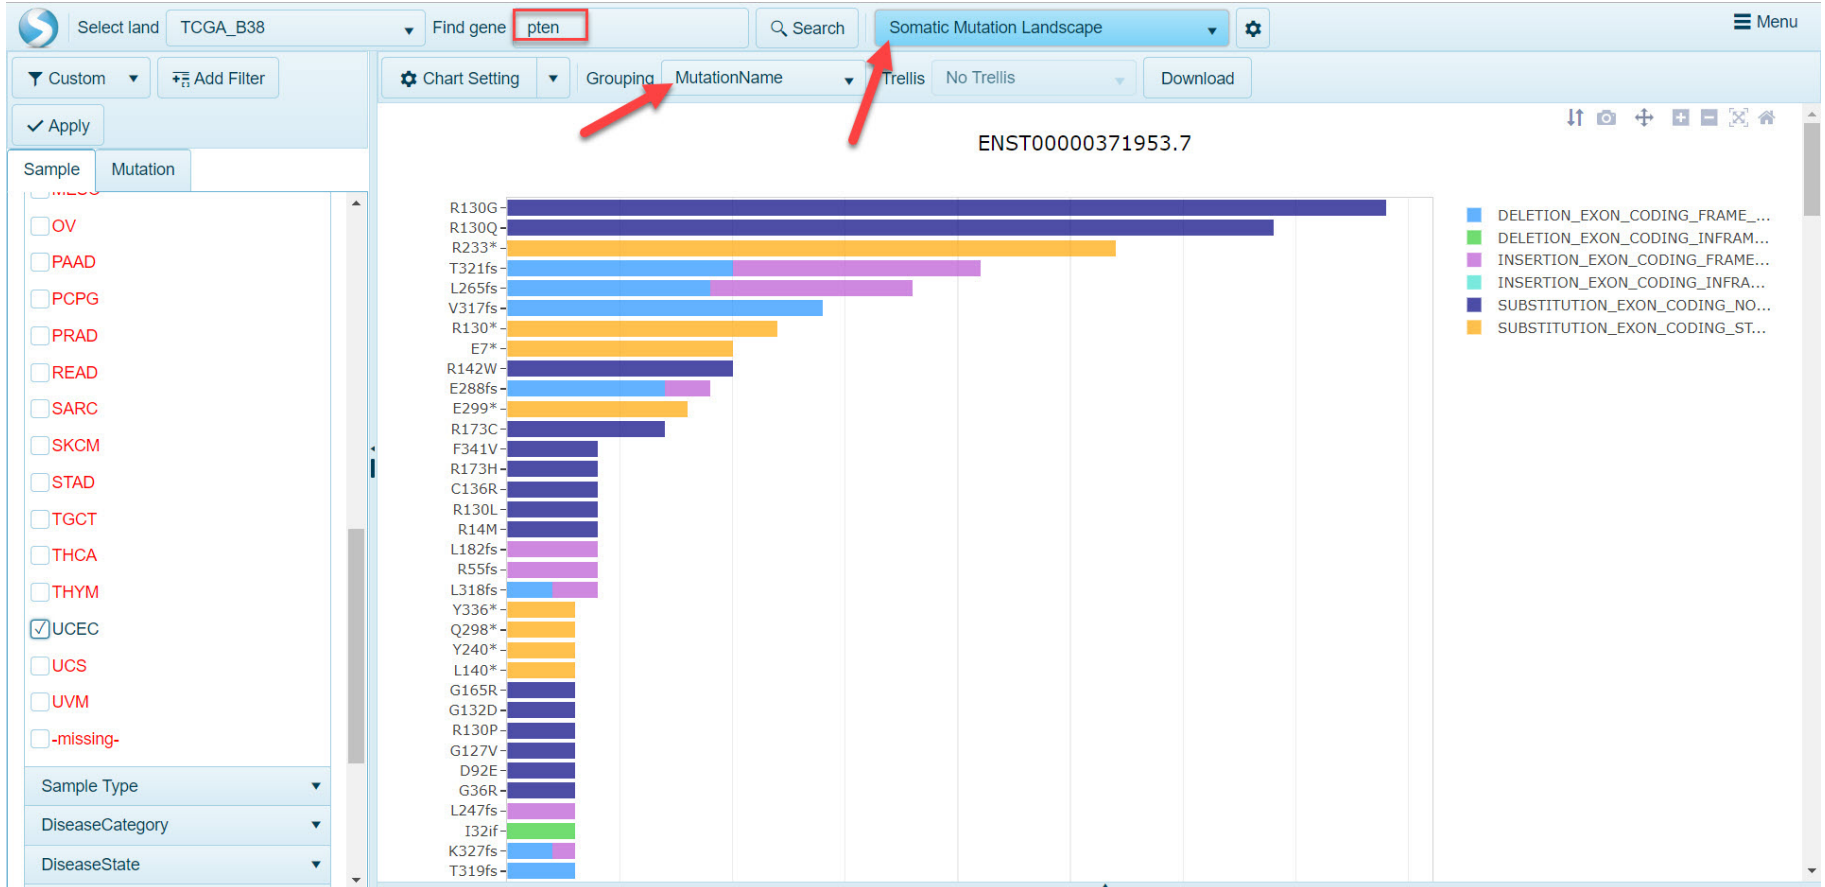 Select land TCGA_B38 Find gene pten Search Somatic Mutation Landscape Menu
Custom Add Filter Chart Setting Grouping MutationName Trellis No Trellis Download
Apply
Sample Mutation
OV
PAAD
PCPG
PRAD
READ
SARC
SKCM
STAD
TGCT
THCA
THYM
UCEC
UCS
UVM
-missing-
Sample Type
DiseaseCategory
DiseaseState
ENST00000371953.7
R130G
R130Q
R233*
T321fs
L265fs
V317fs
R130*
E7*
R142W
E288fs
E299*
R173C
F341V
R173H
C136R
R130L
R14M
L182fs
R55fs
L318fs
Y336*
Q298*
Y240*
L140*
G165R
G132D
R130P
G127V
D92E
G36R
L247fs
I32if
K327fs
T319fs
DELETION_EXON_CODING_FRAME_...
DELETION_EXON_CODING_INFRAM...
INSERTION_EXON_CODING_FRAME...
INSERTION_EXON_CODING_INFRA...
SUBSTITUTION_EXON_CODING_NO...
SUBSTITUTION_EXON_CODING_ST...